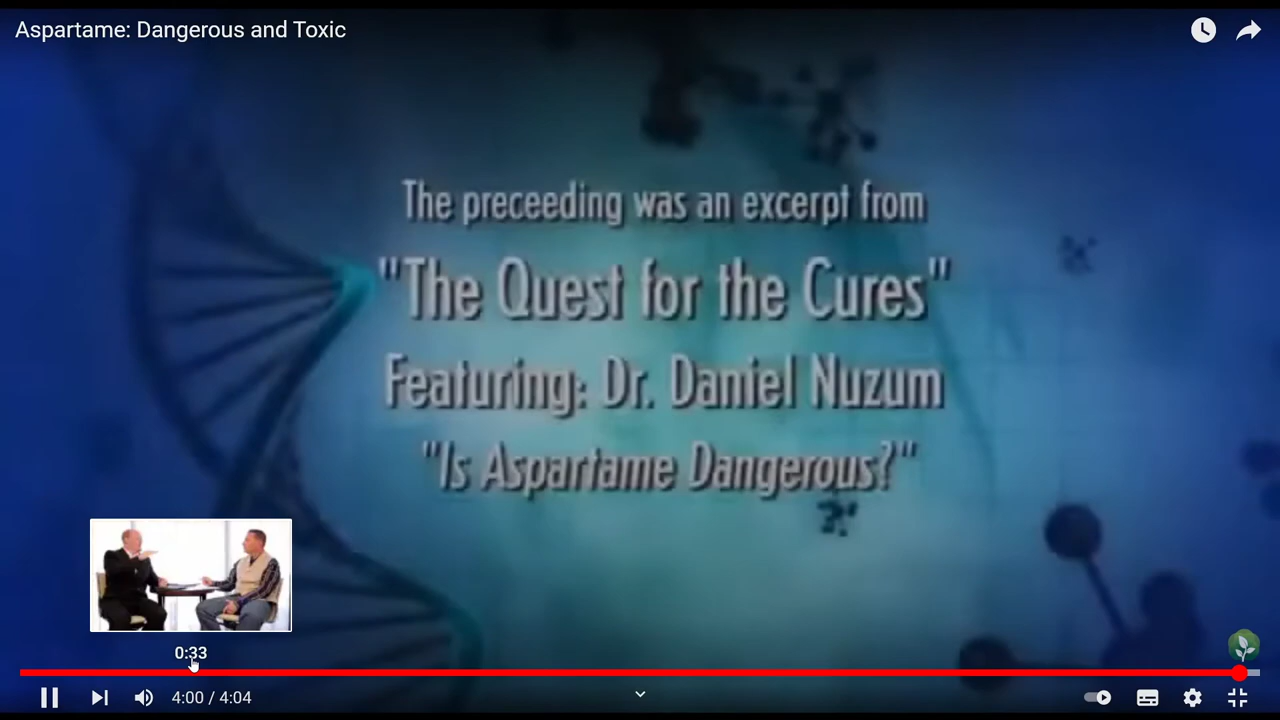 Aspartame: Dangerous and Toxic
The preceeding was an excerpt from
"The Quest for the Cures"
Featuring: Dr. Daniel Nuzum
"Is Aspartame Dangerous?"
0:33
4:00 / 4:04